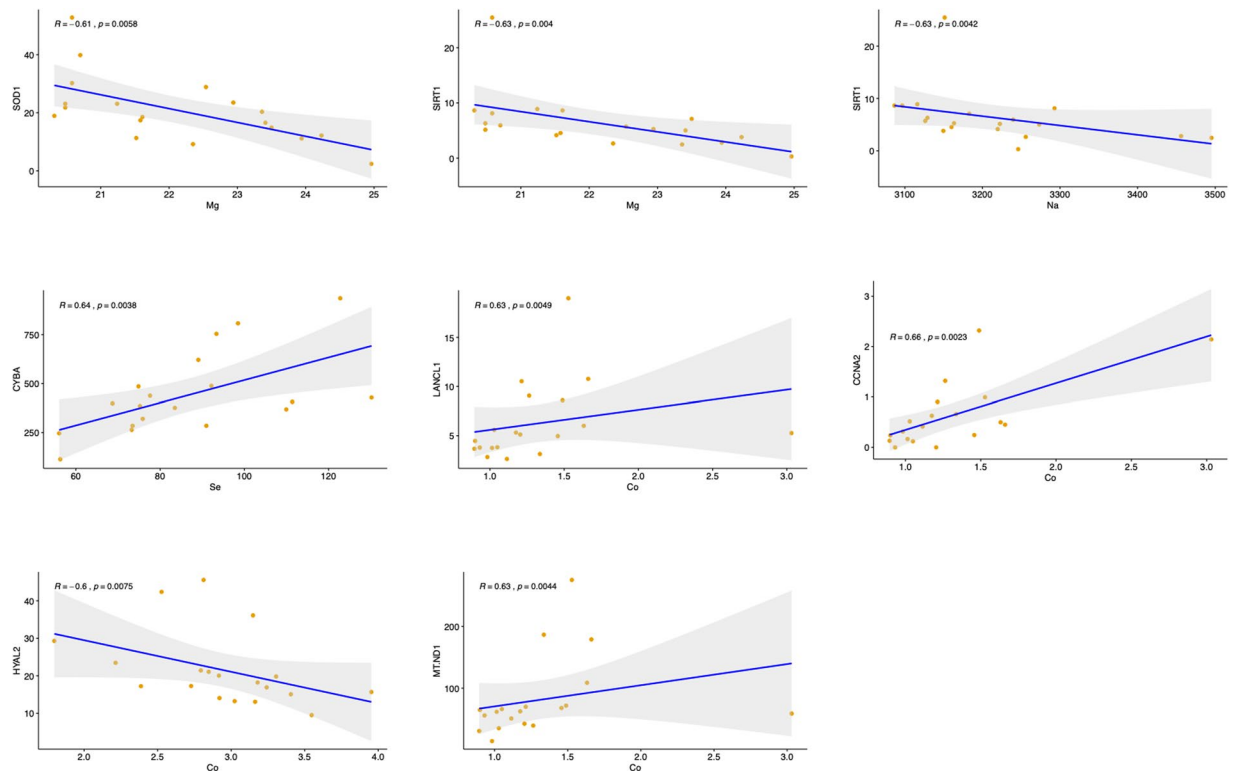 R = −0.61 , p = 0.0058
40
20
0
SOD1
21
22
23
24
25
Mg
R = −0.63 , p = 0.004
20
10
0
SIRT1
21
22
23
24
25
Mg
R = −0.63 , p = 0.0042
20
10
0
SIRT1
3100
3200
3300
3400
3500
Na
R = 0.64 , p = 0.0038
750
500
250
CYBA
60
80
100
120
Se
R = 0.63 , p = 0.0049
15
10
5
LANCL1
1.0
1.5
2.0
2.5
3.0
Co
R = 0.66 , p = 0.0023
3
2
1
0
CCNA2
1.0
1.5
2.0
2.5
3.0
Co
R = −0.6 , p = 0.0075
40
30
20
10
HYAL2
2.0
2.5
3.0
3.5
4.0
Co
R = 0.63 , p = 0.0044
200
100
MT.ND1
1.0
1.5
2.0
2.5
3.0
Co